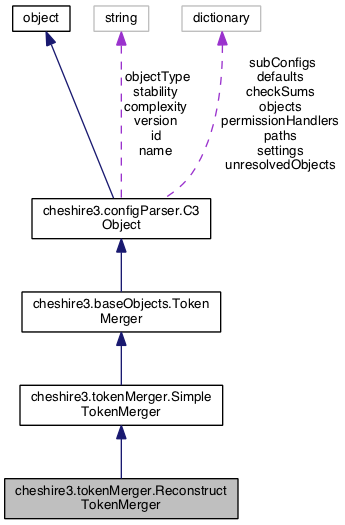 object
string
dictionary
objectType
stability
complexity
version
id
name
subConfigs
defaults
checkSums
objects
permissionHandlers
paths
settings
unresolvedObjects
cheshire3.configParser.C3
Object
cheshire3.baseObjects.Token
Merger
cheshire3.tokenMerger.Simple
TokenMerger
cheshire3.tokenMerger.Reconstruct
TokenMerger